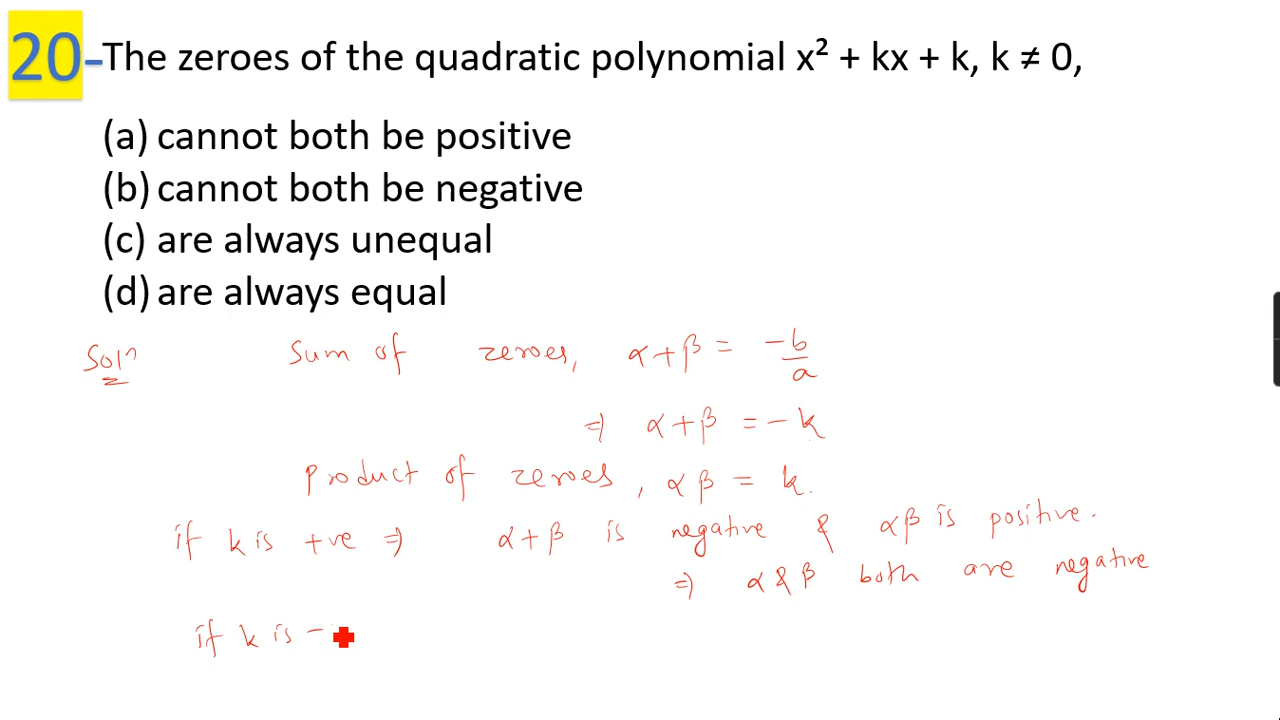 20-The zeroes of the quadratic polynomial x² + kx + k, k ≠ 0,
(a) cannot both be positive
(b) cannot both be negative
(c) are always unequal
(d) are always equal
Solⁿ Sum of zeroes, α+β = -b/a
⇒ α+β = -k
Product of zeroes, αβ = k.
if k is +ve ⇒ α+β is negative & αβ is positive.
⇒ α & β both are negative
if k is -